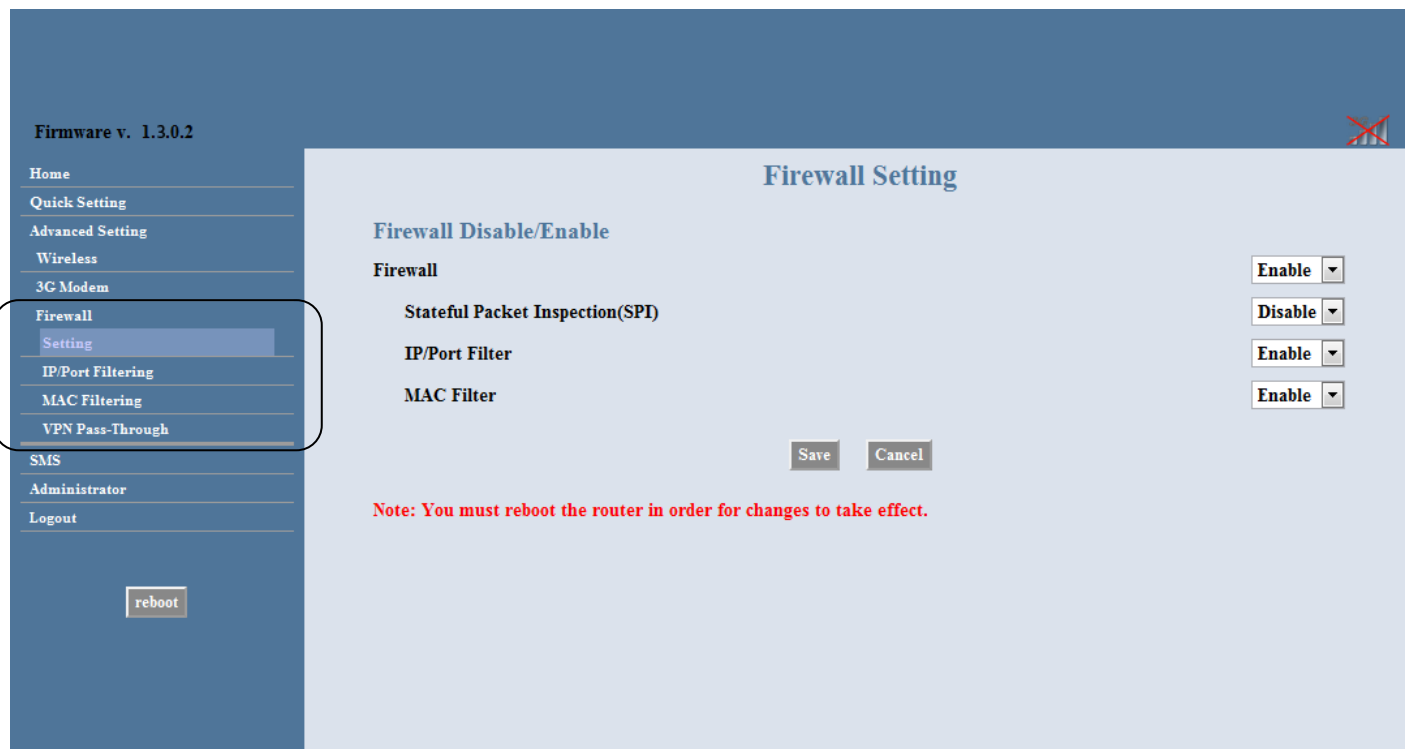 Firmware v. 1.3.0.2
Home
Quick Setting
Advanced Setting
Wireless
3G Modem
Firewall
Setting
IP/Port Filtering
MAC Filtering
VPN Pass-Through
SMS
Administrator
Logout
reboot
Firewall Setting
Firewall Disable/Enable
Firewall Enable
Stateful Packet Inspection(SPI) Disable
IP/Port Filter Enable
MAC Filter Enable
Save Cancel
Note: You must reboot the router in order for changes to take effect.